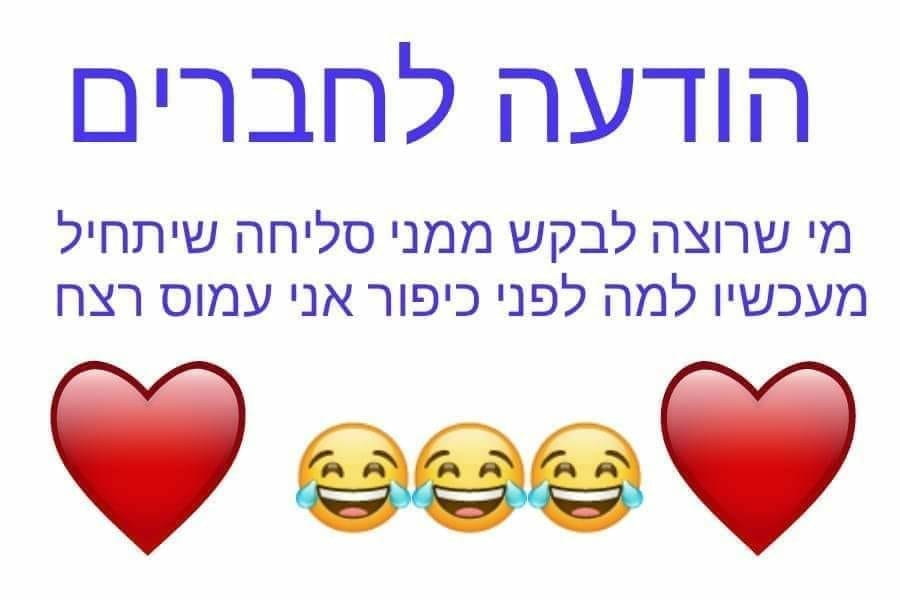 הודעה לחברים
מי שרוצה לבקש ממני סליחה שיתחיל
מעכשיו למה לפני כיפור אני עמוס רצח